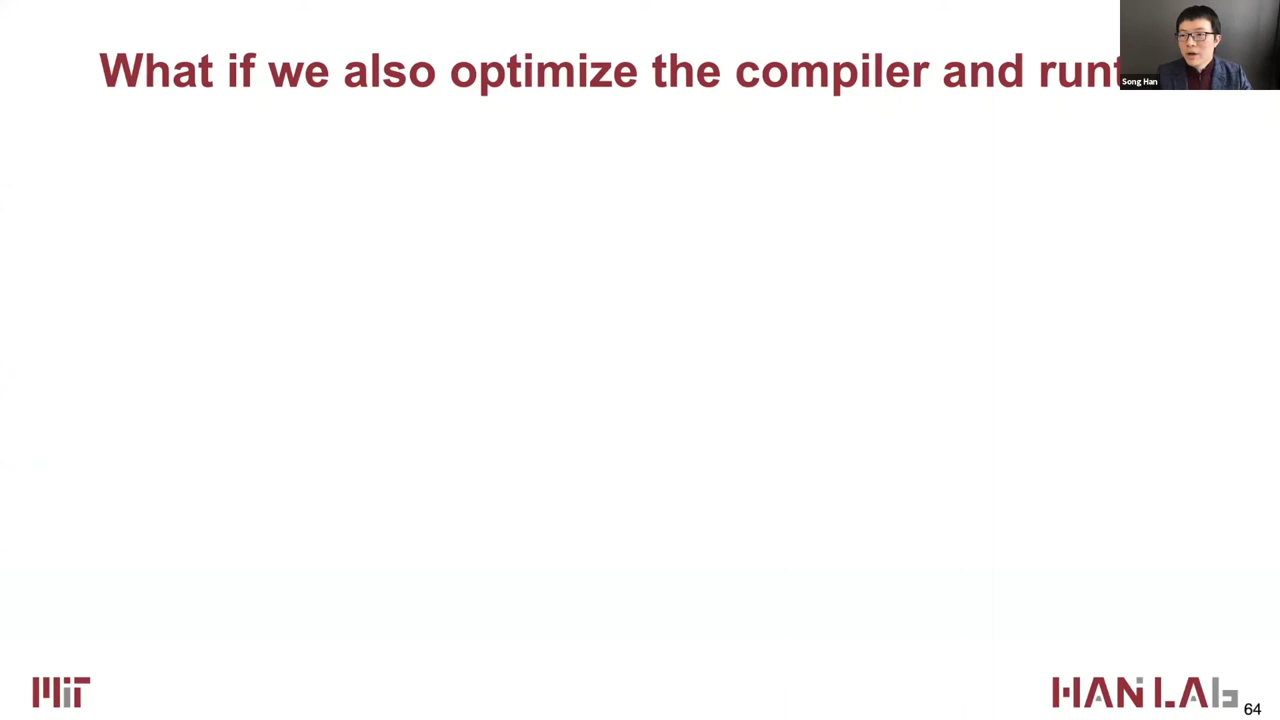 What if we also optimize the compiler and runt
Song Han
MIT
HAN LAb
64